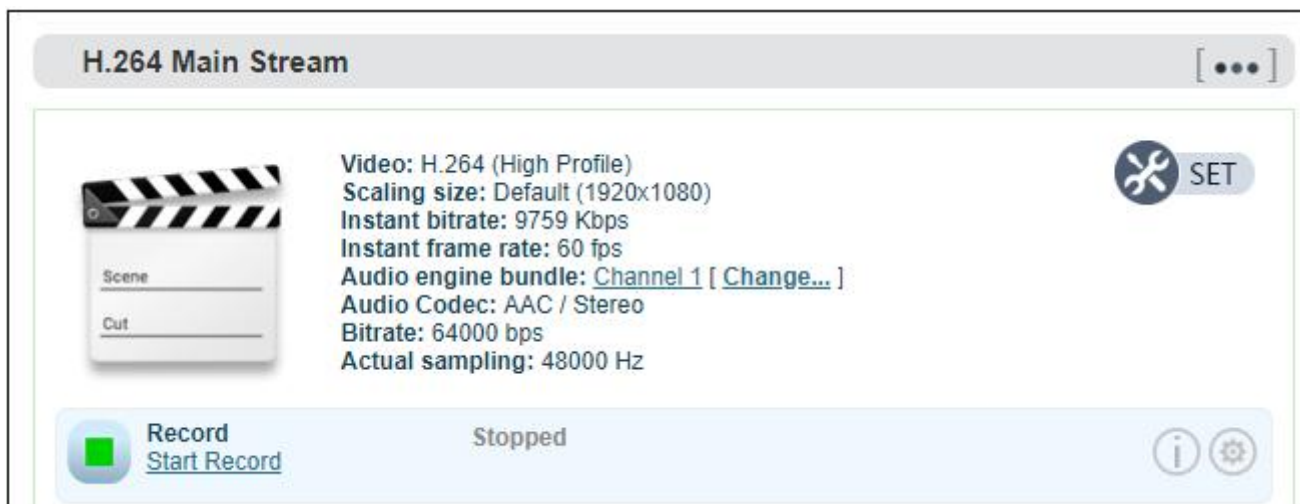 H.264 Main Stream
[ ••• ]
Video: H.264 (High Profile)
Scaling size: Default (1920x1080)
Instant bitrate: 9759 Kbps
Instant frame rate: 60 fps
Audio engine bundle: Channel 1 [ Change... ]
Audio Codec: AAC / Stereo
Bitrate: 64000 bps
Actual sampling: 48000 Hz
SET
Scene
Cut
Record
Start Record
Stopped
i